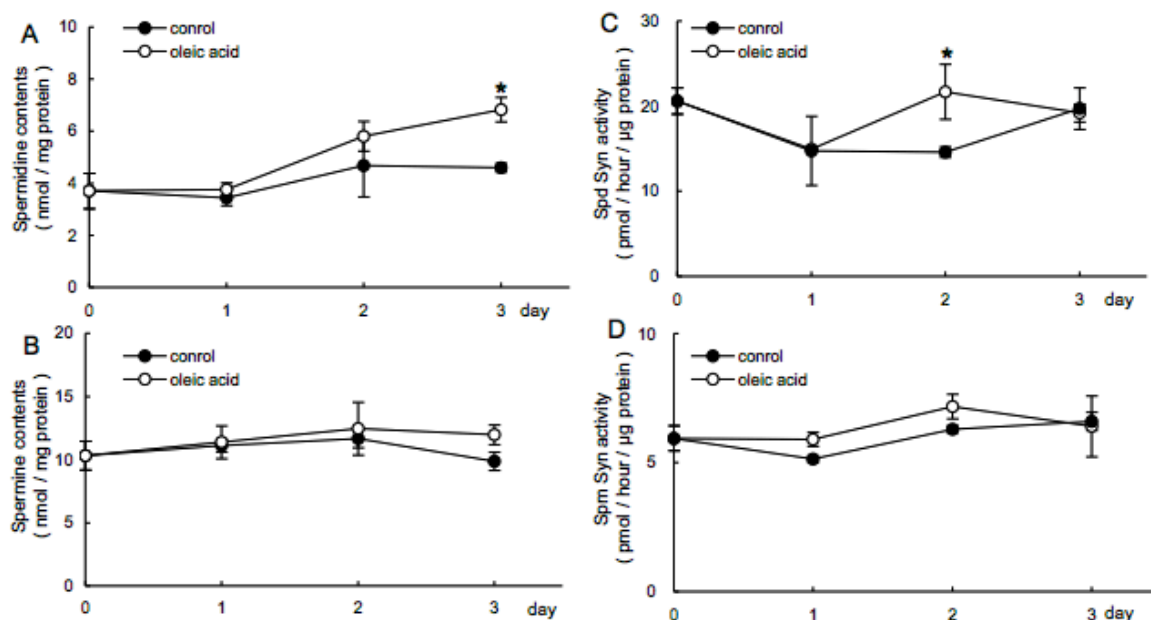 A
Spermidine contents
( nmol / mg protein )
10
8
6
4
2
0
conrol
oleic acid
*
0 1 2 3 day
B
Spermine contents
( nmol / mg protein )
20
15
10
5
0
conrol
oleic acid
0 1 2 3 day
C
Spd Syn activity
( pmol / hour / µg protein )
30
20
10
0
conrol
oleic acid
*
0 1 2 3 day
D
Spm Syn activity
( pmol / hour / µg protein )
10
5
0
conrol
oleic acid
0 1 2 3 day